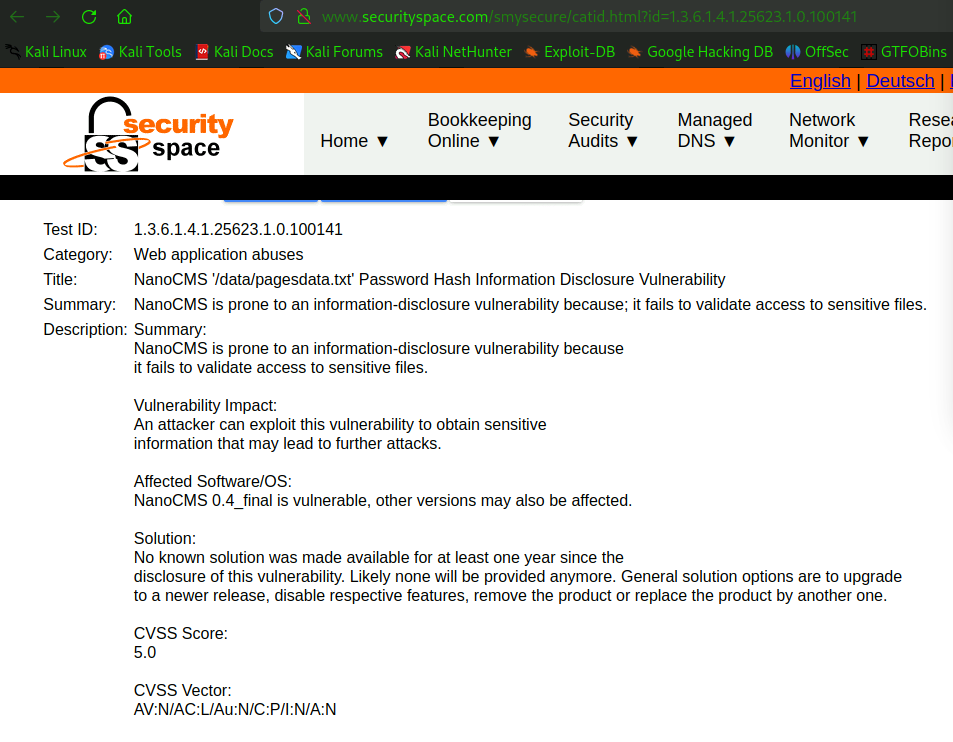 www.securityspace.com/smysecure/catid.html?id=1.3.6.1.4.1.25623.1.0.100141
Kali Linux Kali Tools Kali Docs Kali Forums Kali NetHunter Exploit-DB Google Hacking DB OffSec GTFOBins
English | Deutsch |
security
space
Home ▼
Bookkeeping
Online ▼
Security
Audits ▼
Managed
DNS ▼
Network
Monitor ▼
Test ID: 1.3.6.1.4.1.25623.1.0.100141
Category: Web application abuses
Title: NanoCMS '/data/pagesdata.txt' Password Hash Information Disclosure Vulnerability
Summary: NanoCMS is prone to an information-disclosure vulnerability because; it fails to validate access to sensitive files.
Description: Summary:
NanoCMS is prone to an information-disclosure vulnerability because
it fails to validate access to sensitive files.
Vulnerability Impact:
An attacker can exploit this vulnerability to obtain sensitive
information that may lead to further attacks.
Affected Software/OS:
NanoCMS 0.4_final is vulnerable, other versions may also be affected.
Solution:
No known solution was made available for at least one year since the
disclosure of this vulnerability. Likely none will be provided anymore. General solution options are to upgrade
to a newer release, disable respective features, remove the product or replace the product by another one.
CVSS Score:
5.0
CVSS Vector:
AV:N/AC:L/Au:N/C:P/I:N/A:N